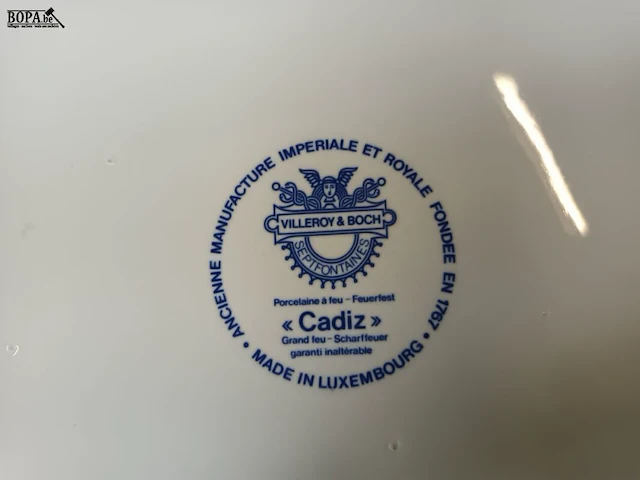 BOPA.be
ANCIENNE MANUFACTURE IMPERIALE ET ROYALE FONDEE EN 1767
VILLEROY & BOCH
SEPTFONTAINES
Porcelaine à feu - Feuerfest
« Cadiz »
Grand feu - Scharffeuer
garanti inaltérable
• MADE IN LUXEMBOURG •